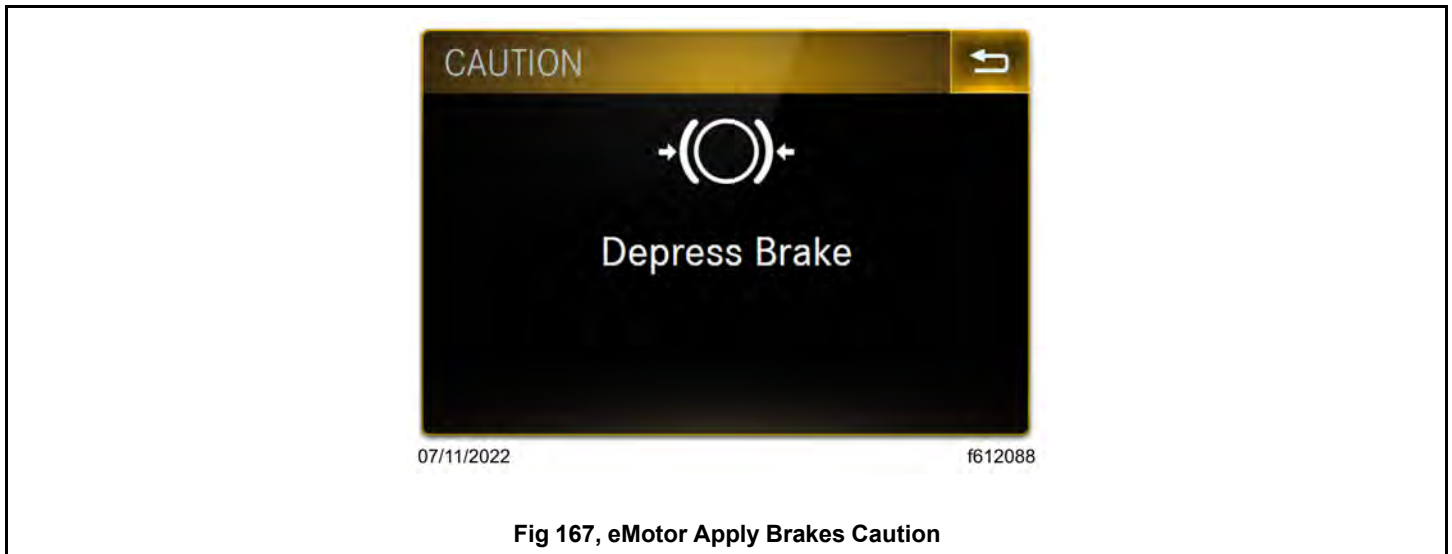 CAUTION
Depress Brake
07/11/2022 f612088
Fig 167, eMotor Apply Brakes Caution